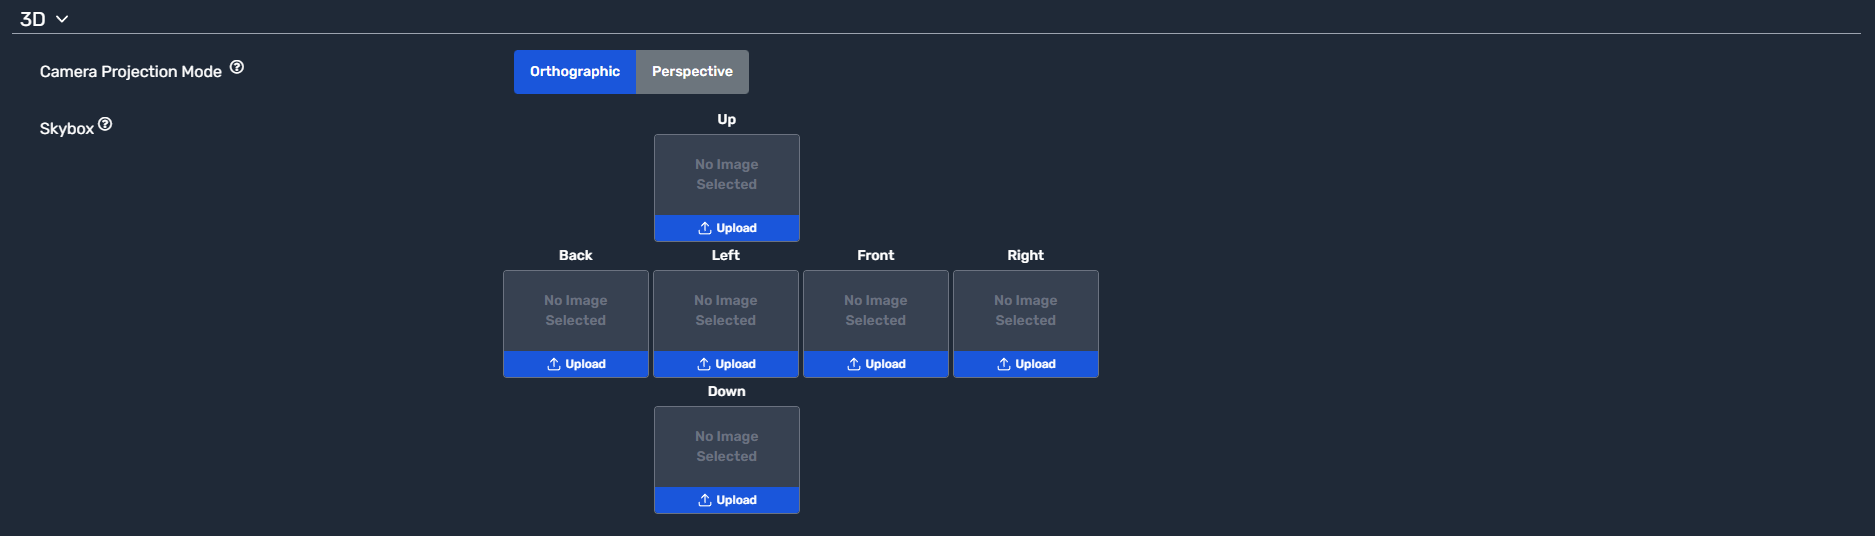 3D
Camera Projection Mode
Orthographic Perspective
Skybox
Up
No Image
Selected
Upload
Back Left Front Right
No Image No Image No Image No Image
Selected Selected Selected Selected
Upload Upload Upload Upload
Down
No Image
Selected
Upload